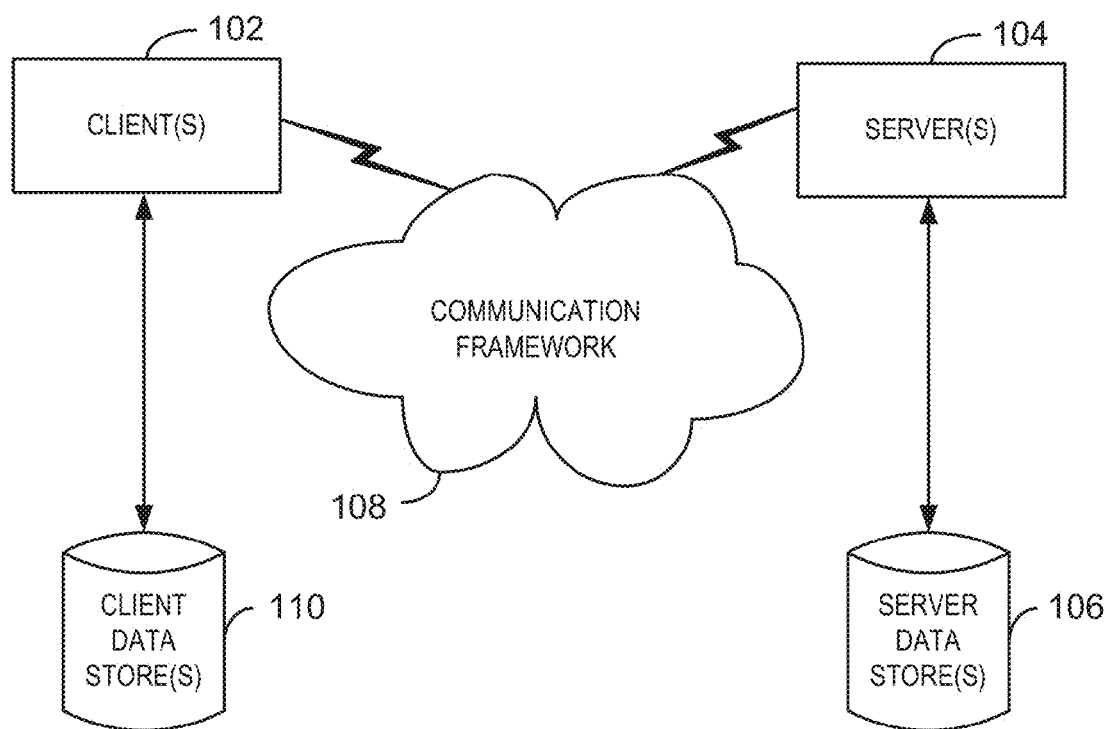 102
104
CLIENT(S)
SERVER(S)
COMMUNICATION
FRAMEWORK
108
CLIENT
DATA
STORE(S)
110
SERVER
DATA
STORE(S)
106